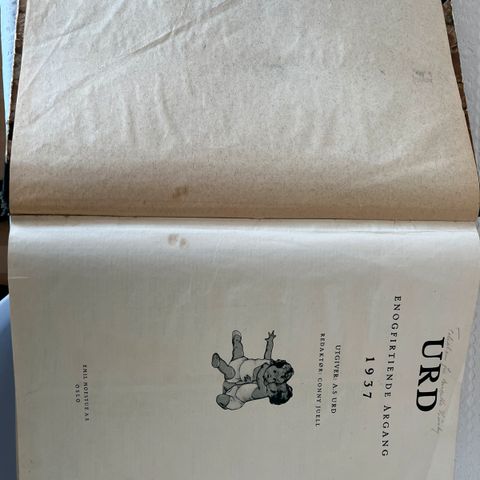 URD
ENOGFIRTIENDE ÅRGANG
1937
UTGIVER: A.S URD
REDAKTØR: CONNY JUELL
EMIL MOESTUE A.S
OSLO